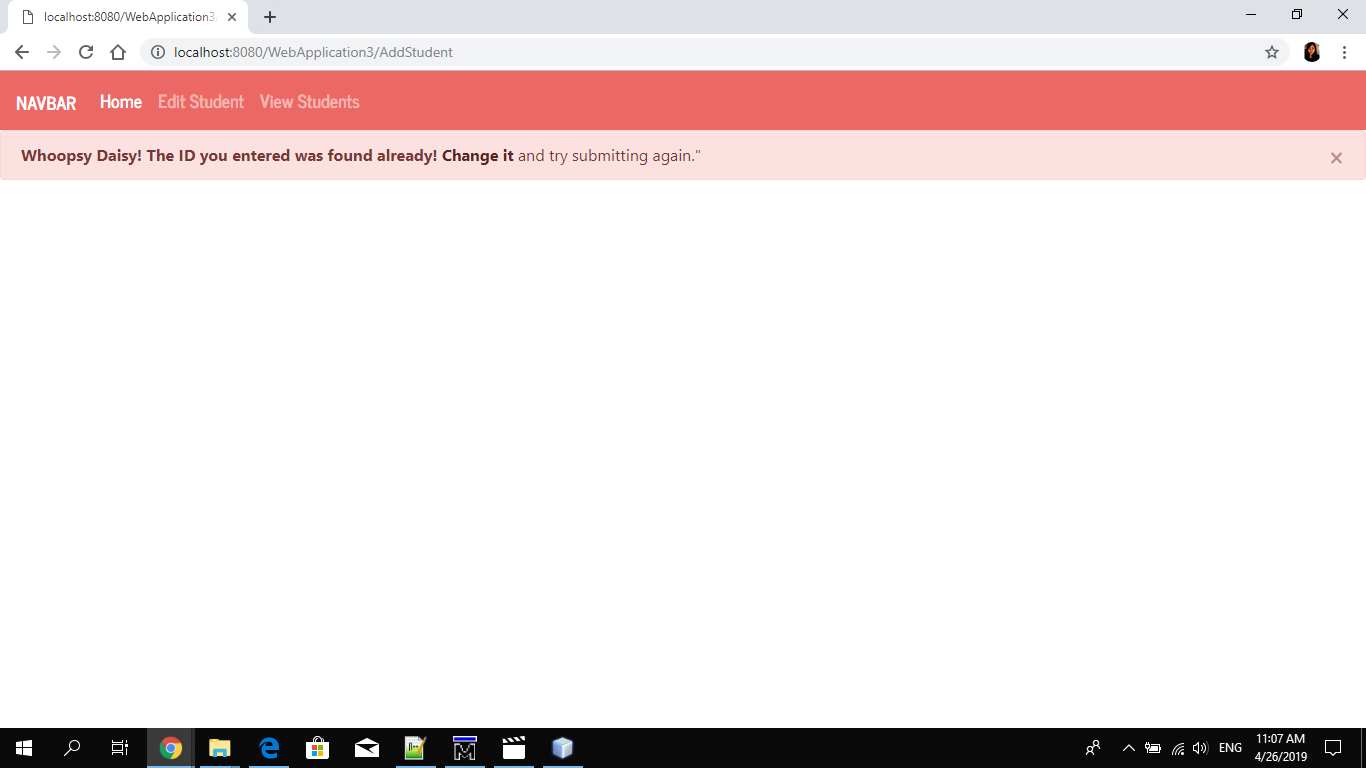 localhost:8080/WebApplication3/
localhost:8080/WebApplication3/AddStudent
NAVBAR Home Edit Student View Students
Whoopsy Daisy! The ID you entered was found already! Change it and try submitting again."
ENG
11:07 AM
4/26/2019